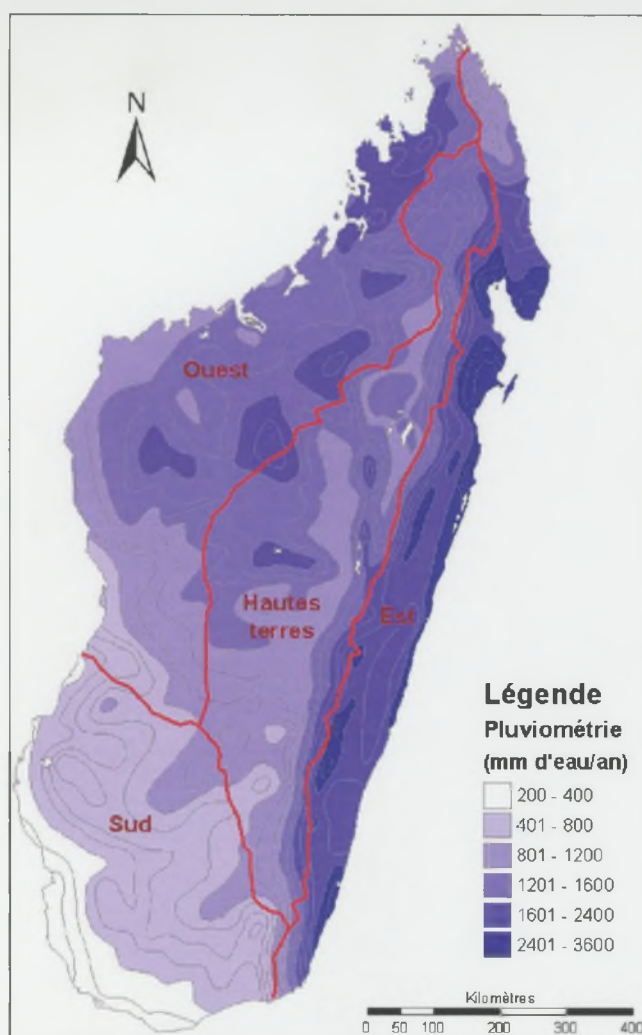 N
Ouest
Hautes
terres
Est
Sud
Légende
Pluviométrie
(mm d'eau/an)
200 - 400
401 - 800
801 - 1200
1201 - 1600
1601 - 2400
2401 - 3600
Kilomètres
0 50 100 200 300 400